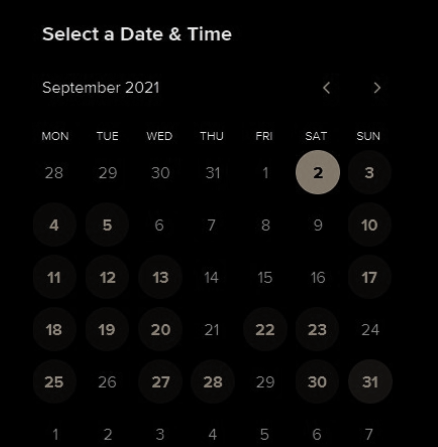 Select a Date & Time
September 2021
MON TUE WED THU FRI SAT SUN
28 29 30 31 1 2 3
4 5 6 7 8 9 10
11 12 13 14 15 16 17
18 19 20 21 22 23 24
25 26 27 28 29 30 31
1 2 3 4 5 6 7